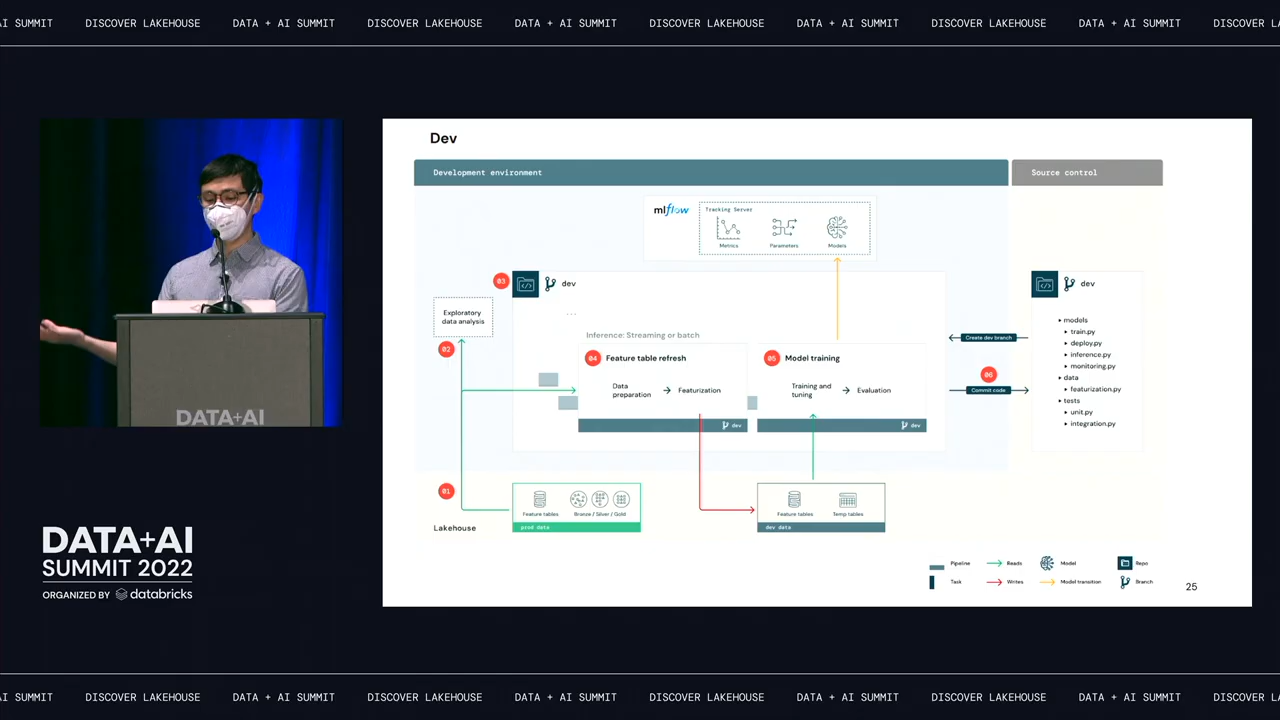 AI SUMMIT DISCOVER LAKEHOUSE DATA + AI SUMMIT DISCOVER LAKEHOUSE DATA + AI SUMMIT DISCOVER LAKEHOUSE DATA + AI SUMMIT DISCOVER LAKEHOUSE DATA + AI SUMMIT DISCOVER L
DATA+AI
DATA+AI
SUMMIT 2022
ORGANIZED BY databricks
Dev
Development environment
Source control
mlflow
Tracking Server
Metrics
Parameters
Models
03
dev
Exploratory
data analysis
02
...
Inference: Streaming or batch
04 Feature table refresh
Data
preparation
Featurization
dev
05 Model training
Training and
tuning
Evaluation
dev
Create dev branch
06
Commit code
dev
models
train.py
deploy.py
inference.py
monitoring.py
data
featurization.py
tests
unit.py
integration.py
01
Lakehouse
Feature tables
Bronze / Silver / Gold
prod data
Feature tables
Temp tables
dev data
Pipeline Reads Model Repo
Task Writes Model transition Branch
25
AI SUMMIT DISCOVER LAKEHOUSE DATA + AI SUMMIT DISCOVER LAKEHOUSE DATA + AI SUMMIT DISCOVER LAKEHOUSE DATA + AI SUMMIT DISCOVER LAKEHOUSE DATA + AI SUMMIT DISCOVER L